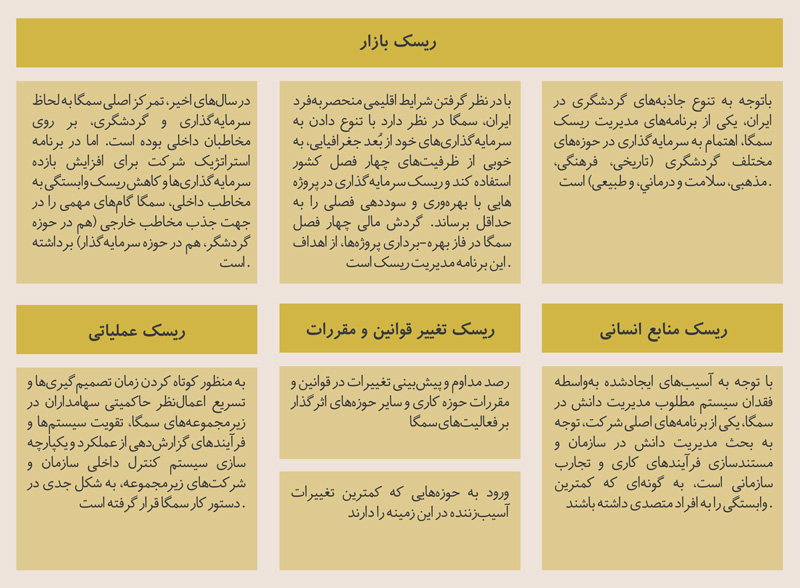 ریسک بازار
باتوجه به تنوع جاذبه‌های گردشگری در
ایران، یکی از برنامه‌های مدیریت ریسک
سمگا، اهتمام به سرمایه‌گذاری در حوزه‌های
مختلف گردشگری (تاریخی، فرهنگی،
.مذهبی، سلامت و درماني، و طبیعی) است
با در نظر گرفتن شرایط اقلیمی منحصربه‌فرد
ایران، سمگا در نظر دارد با تنوع دادن به
سرمایه‌گذاری‌های خود از بُعد جغرافیایی، به
خوبی از ظرفیت‌های چهار فصل کشور
استفاده کند و ریسک سرمایه‌گذاری در پروژه
هایی با بهره‌وری و سوددهی فصلی را به
حداقل برساند. گردش مالی چهار فصل
سمگا در فاز بهره-برداری پروژه‌ها، از اهداف
.این برنامه مدیریت ریسک است
در سال‌های اخیر، تمرکز اصلی سمگا به لحاظ
سرمایه‌گذاری و گردشگری، بر روی
مخاطبان داخلی بوده است. اما در برنامه
استراتژیک شرکت برای افزایش بازده
سرمایه‌گذاری‌ها و کاهش ریسک وابستگی به
مخاطب داخلی، سمگا گام‌های مهمی را در
جهت جذب مخاطب خارجی (هم در حوزه
گردشگر، هم در حوزه سرمایه‌گذار) برداشته
.است
ریسک منابع انسانی
با توجه به آسیب‌های ایجادشده به‌واسطه
فقدان سیستم مطلوب مدیریت دانش در
سمگا، یکی از برنامه‌های اصلی شرکت، توجه
به بحث مدیریت دانش در سازمان و
مستندسازی فرآیندهای کاری و تجارب
سازمانی است، به گونه‌ای که کمترین
.وابستگی را به افراد متصدی داشته باشند
ریسک تغییر قوانین و مقررات
رصد مداوم و پیش‌بینی تغییرات در قوانین و
مقررات حوزه کاری و سایر حوزه‌های اثرگذار
بر فعالیت‌های سمگا
ورود به حوزه‌هایی که کمترین تغییرات
آسیب‌زننده در این زمینه را دارند
ریسک عملیاتی
به منظور کوتاه کردن زمان تصمیم گیری‌ها و
تسریع اعمال‌نظر حاکمیتی سهامداران در
زیرمجموعه‌های سمگا، تقویت سیستم‌ها و
فرآیندهای گزارش‌دهی از عملکرد و یکپارچه
سازی سیستم کنترل داخلی سازمان و
شرکت‌های زیرمجموعه، به شکل جدی در
.دستور کار سمگا قرار گرفته است